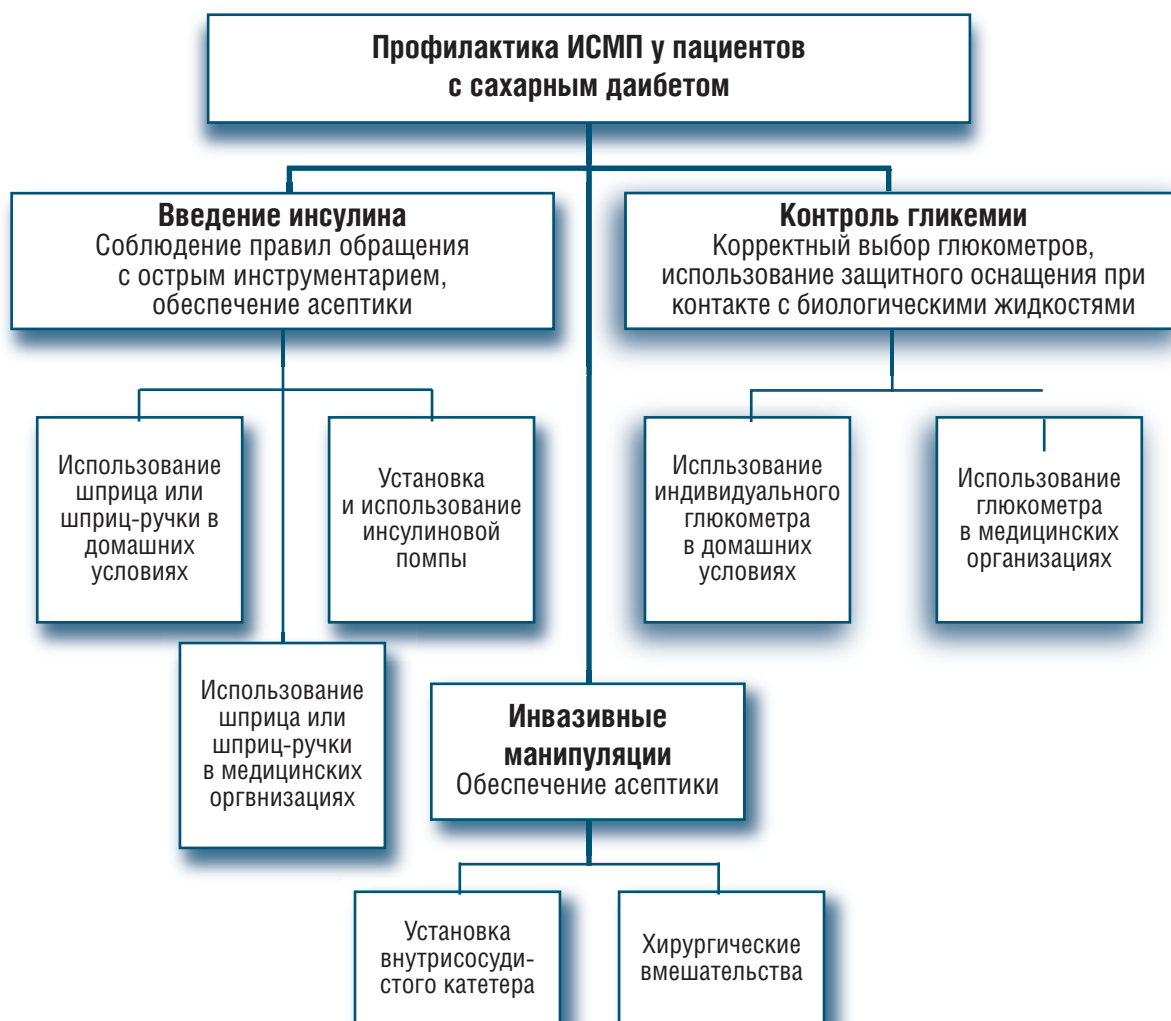 Профилактика ИСМП у пациентов
с сахарным даибетом
Введение инсулина
Соблюдение правил обращения
с острым инструментарием,
обеспечение асептики
Контроль гликемии
Корректный выбор глюкометров,
использование защитного оснащения при
контакте с биологическими жидкостями
Использование
шприца или
шприц-ручки в
домашних
условиях
Установка
и использование
инсулиновой
помпы
Испльзование
индивидуального
глюкометра
в домашних
условиях
Использование
глюкометра
в медицинских
организациях
Использование
шприца или
шприц-ручки
в медицинских
оргвнизациях
Инвазивные
манипуляции
Обеспечение асептики
Установка
внутрисосуди-
стого катетера
Хирургические
вмешательства